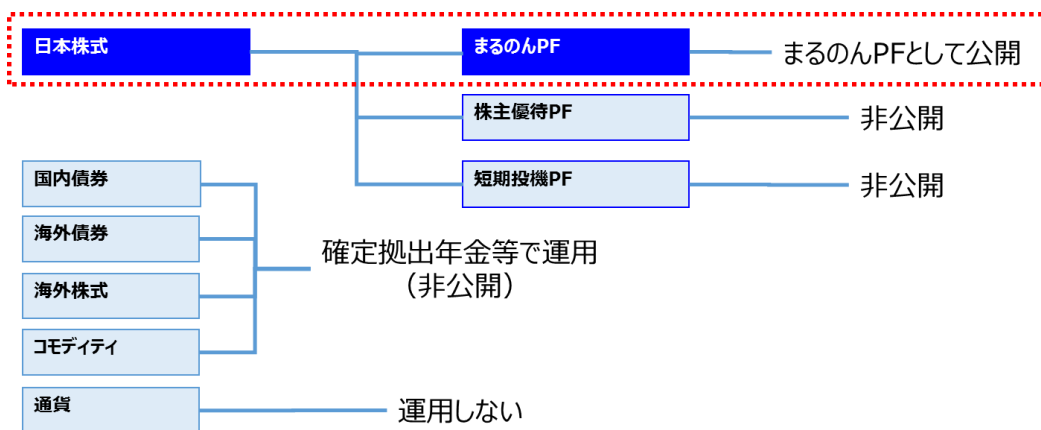 日本株式
まるのんPF
まるのんPFとして公開
株主優待PF
非公開
短期投機PF
非公開
国内債券
海外債券
海外株式
コモディティ
確定拠出年金等で運用
（非公開）
通貨
運用しない